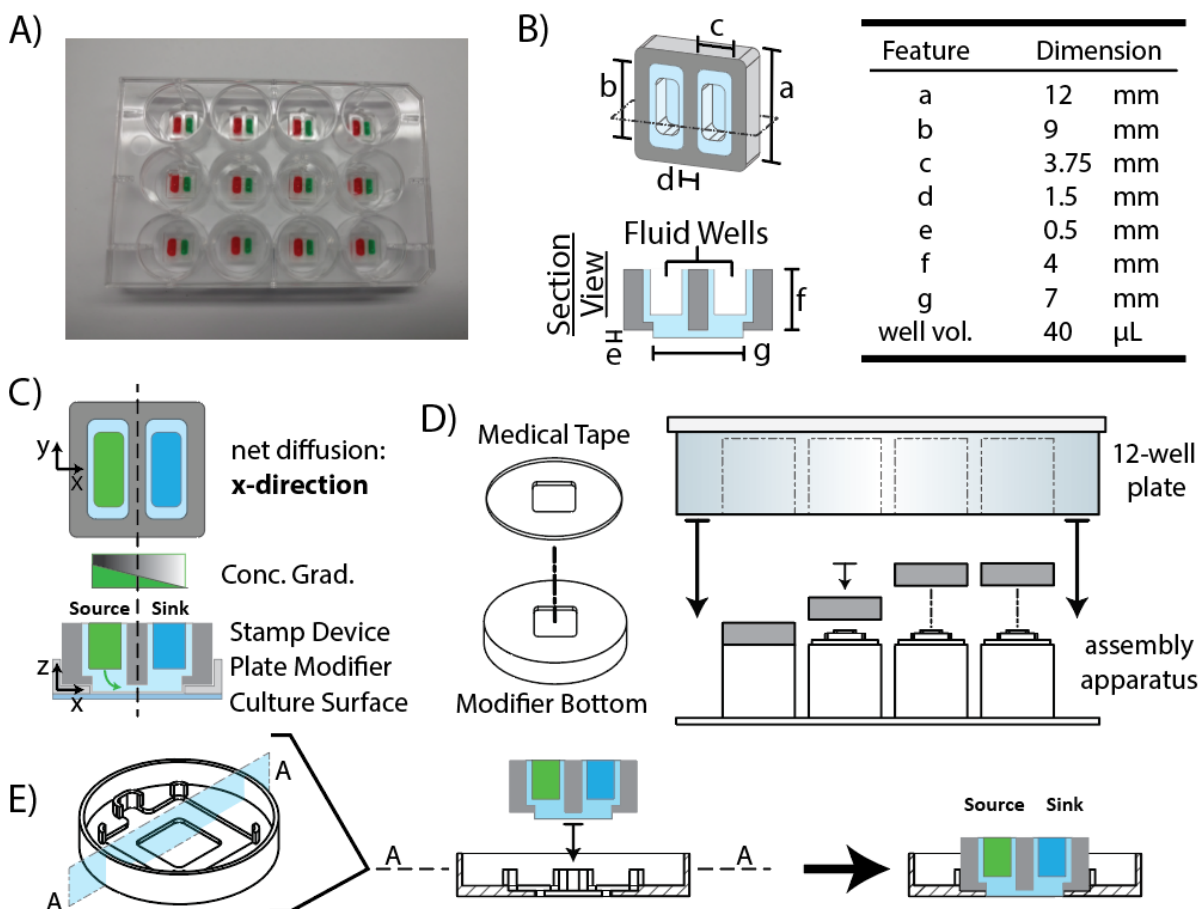 A)
B)
c
b
a
d
Fluid Wells
Section
View
f
e
g
Feature Dimension
a 12 mm
b 9 mm
c 3.75 mm
d 1.5 mm
e 0.5 mm
f 4 mm
g 7 mm
well vol. 40 µL
C)
y
x
net diffusion:
x-direction
Conc. Grad.
Source Sink
Stamp Device
z
Plate Modifier
x
Culture Surface
D)
Medical Tape
Modifier Bottom
12-well
plate
assembly
apparatus
E)
A
A
A
A
Source Sink